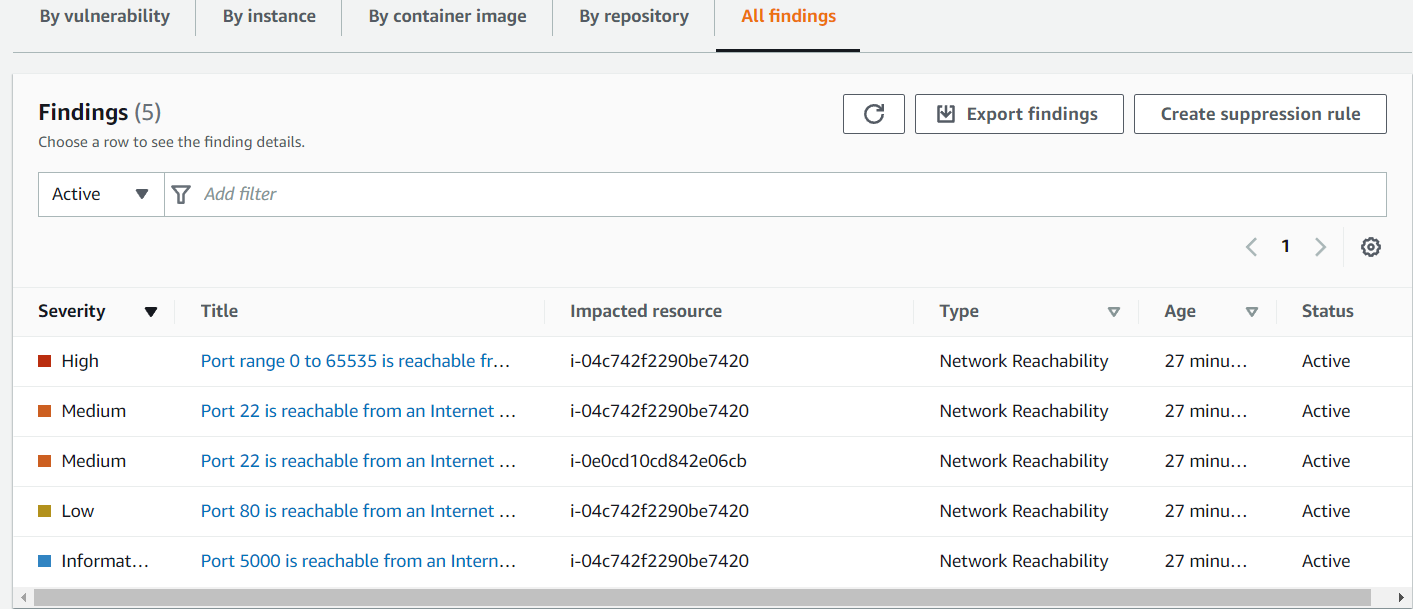 By vulnerability By instance By container image By repository All findings
Findings (5)
Export findings Create suppression rule
Choose a row to see the finding details.
Active Add filter
1
Severity Title Impacted resource Type Age Status
High Port range 0 to 65535 is reachable fr... i-04c742f2290be7420 Network Reachability 27 minu... Active
Medium Port 22 is reachable from an Internet ... i-04c742f2290be7420 Network Reachability 27 minu... Active
Medium Port 22 is reachable from an Internet ... i-0e0cd10cd842e06cb Network Reachability 27 minu... Active
Low Port 80 is reachable from an Internet ... i-04c742f2290be7420 Network Reachability 27 minu... Active
Informat... Port 5000 is reachable from an Intern... i-04c742f2290be7420 Network Reachability 27 minu... Active